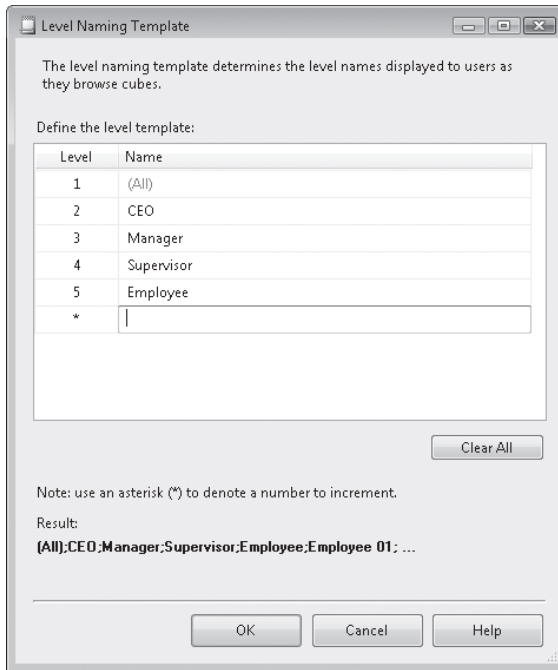 Level Naming Template
The level naming template determines the level names displayed to users as
they browse cubes.
Define the level template:
Level Name
1 (All)
2 CEO
3 Manager
4 Supervisor
5 Employee
*
Clear All
Note: use an asterisk (*) to denote a number to increment.
Result:
(All);CEO;Manager;Supervisor;Employee;Employee 01; ...
OK Cancel Help